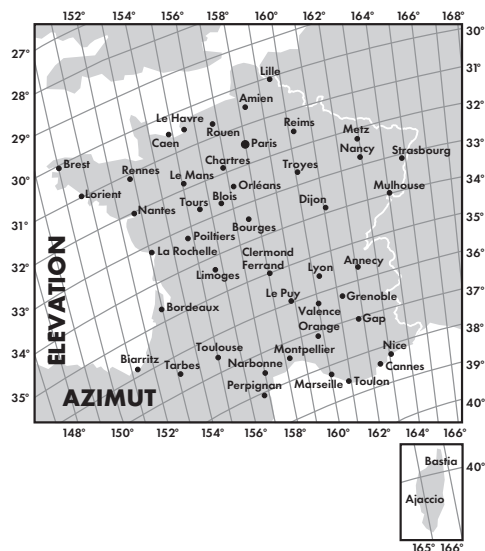 152° 154° 156° 158° 160° 162° 164° 166° 168°
27°
28°
29°
30°
31°
32°
33°
34°
35°
30°
31°
32°
33°
34°
35°
36°
37°
38°
39°
40°
Lille
Amien
Le Havre
Rouen
Caen
Paris
Reims
Metz
Nancy
Strasbourg
Brest
Rennes
Le Mans
Chartres
Troyes
Lorient
Nantes
Tours
Blois
Orléans
Dijon
Mulhouse
Bourges
Poiltiers
La Rochelle
Limoges
Clermond
Ferrand
Lyon
Annecy
Le Puy
Grenoble
Bordeaux
Valence
Orange
Gap
Biarritz
Tarbes
Toulouse
Narbonne
Montpellier
Nice
Cannes
Perpignan
Marseille
Toulon
ELEVATION
AZIMUT
148° 150° 152° 154° 156° 158° 160° 162° 164° 166°
Bastia
40°
Ajaccio
165° 166°